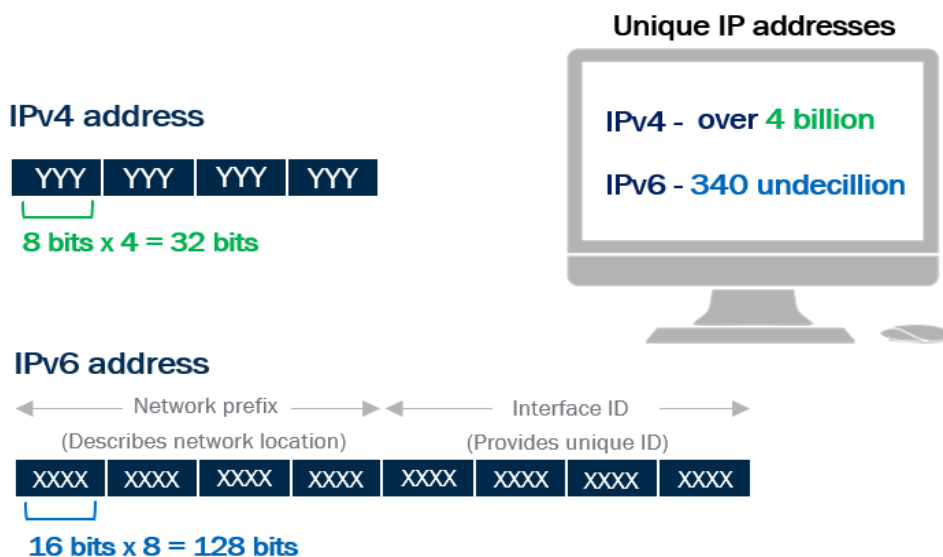 Unique IP addresses
IPv4 - over 4 billion
IPv6 - 340 undecillion
IPv4 address
YYY YYY YYY YYY
8 bits x 4 = 32 bits
IPv6 address
Network prefix Interface ID
(Describes network location) (Provides unique ID)
XXXX XXXX XXXX XXXX XXXX XXXX XXXX XXXX
16 bits x 8 = 128 bits